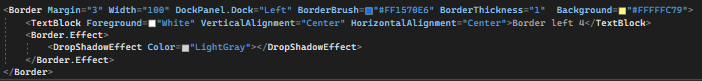 <Border Margin="3" Width="100" DockPanel.Dock="Left" BorderBrush="#FF1570E6" BorderThickness="1"  Background="#FFFFFC79">
    <TextBlock Foreground="White" VerticalAlignment="Center" HorizontalAlignment="Center">Border left 4</TextBlock>
    <Border.Effect>
        <DropShadowEffect Color="LightGray"></DropShadowEffect>
    </Border.Effect>
</Border>